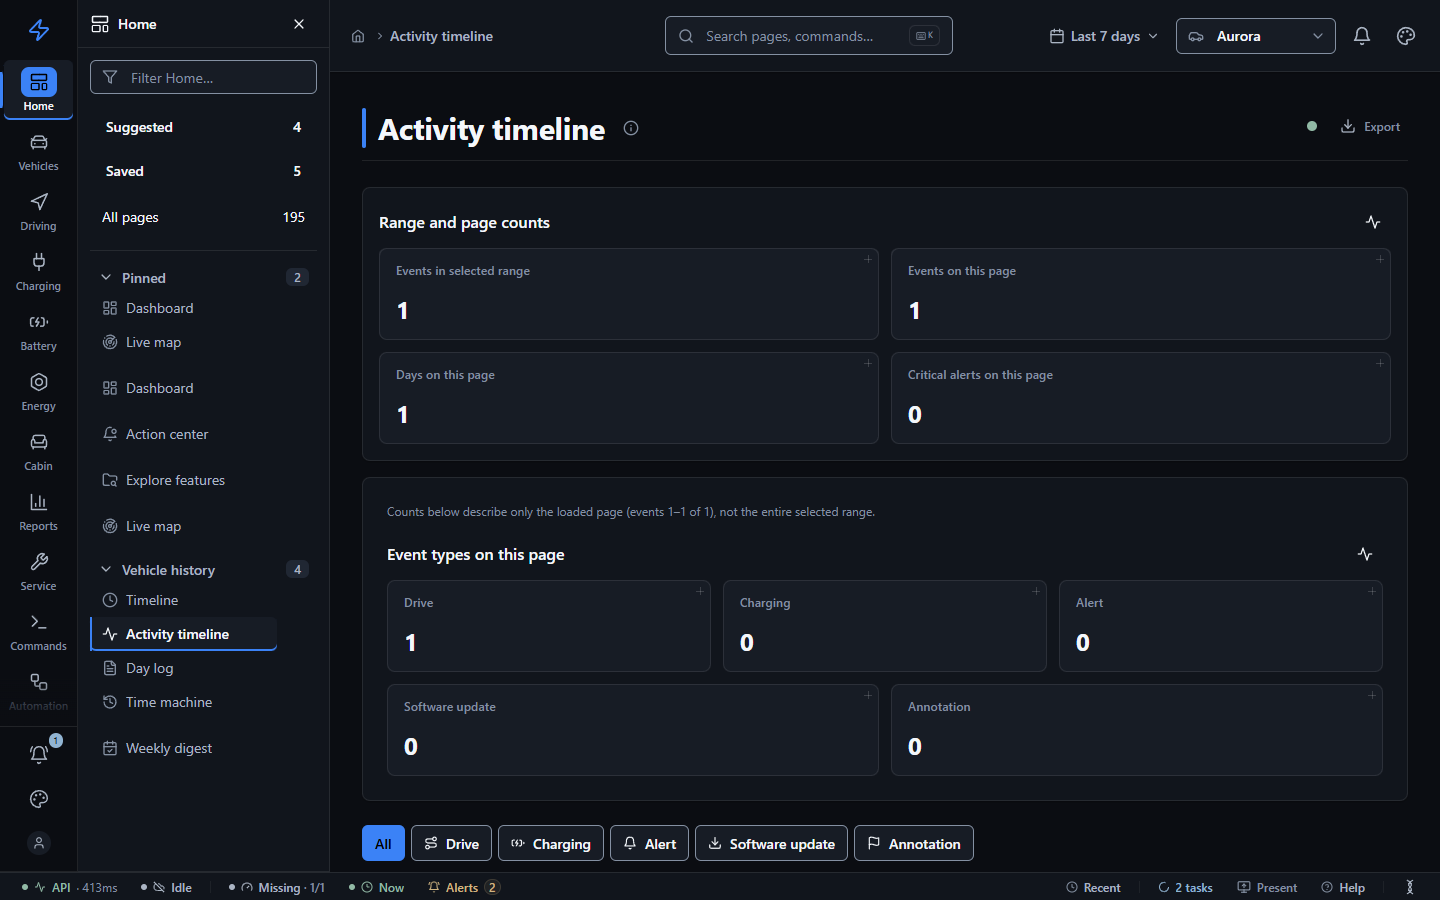 Home
Vehicles
Driving
Charging
Battery
Energy
Cabin
Reports
Service
Commands
Automation
1
Home
Filter Home...
Suggested 4
Saved 5
All pages 195
Pinned 2
Dashboard
Live map
Dashboard
Action center
Explore features
Live map
Vehicle history 4
Timeline
Activity timeline
Day log
Time machine
Weekly digest
Activity timeline
Search pages, commands... K
Last 7 days
Aurora
Activity timeline
Export
Range and page counts
Events in selected range
1
Events on this page
1
Days on this page
1
Critical alerts on this page
0
Counts below describe only the loaded page (events 1–1 of 1), not the entire selected range.
Event types on this page
Drive
1
Charging
0
Alert
0
Software update
0
Annotation
0
All
Drive
Charging
Alert
Software update
Annotation
API · 413ms
Idle
Missing · 1/1
Now
Alerts 2
Recent
2 tasks
Present
Help